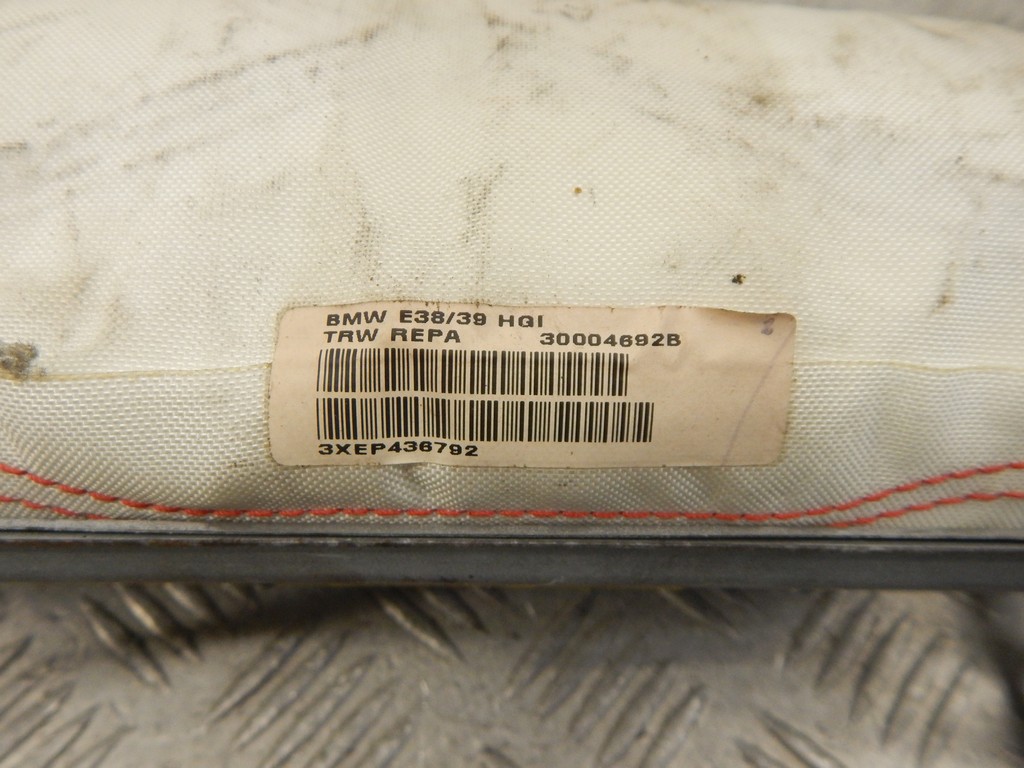 BMW E38/39 HGI
TRW REPA 30004692B
3XEP436792